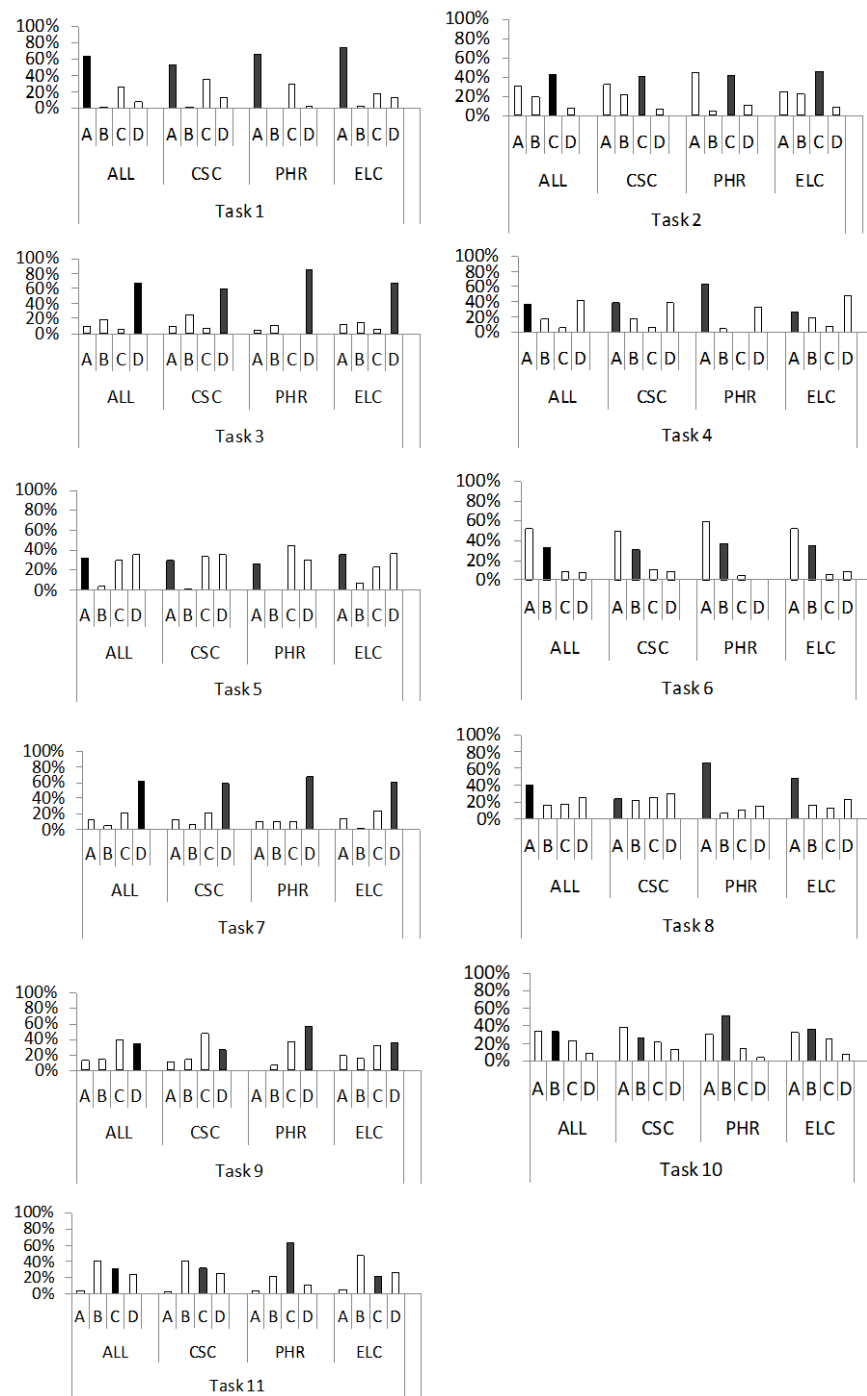 100%
80%
60%
40%
20%
0%
A B C D A B C D A B C D A B C D
ALL CSC PHR ELC
Task 1
100%
80%
60%
40%
20%
0%
A B C D A B C D A B C D A B C D
ALL CSC PHR ELC
Task 2
100%
80%
60%
40%
20%
0%
A B C D A B C D A B C D A B C D
ALL CSC PHR ELC
Task 3
100%
80%
60%
40%
20%
0%
A B C D A B C D A B C D A B C D
ALL CSC PHR ELC
Task 4
100%
80%
60%
40%
20%
0%
A B C D A B C D A B C D A B C D
ALL CSC PHR ELC
Task 5
100%
80%
60%
40%
20%
0%
A B C D A B C D A B C D A B C D
ALL CSC PHR ELC
Task 6
100%
80%
60%
40%
20%
0%
A B C D A B C D A B C D A B C D
ALL CSC PHR ELC
Task 7
100%
80%
60%
40%
20%
0%
A B C D A B C D A B C D A B C D
ALL CSC PHR ELC
Task 8
100%
80%
60%
40%
20%
0%
A B C D A B C D A B C D A B C D
ALL CSC PHR ELC
Task 9
100%
80%
60%
40%
20%
0%
A B C D A B C D A B C D A B C D
ALL CSC PHR ELC
Task 10
100%
80%
60%
40%
20%
0%
A B C D A B C D A B C D A B C D
ALL CSC PHR ELC
Task 11